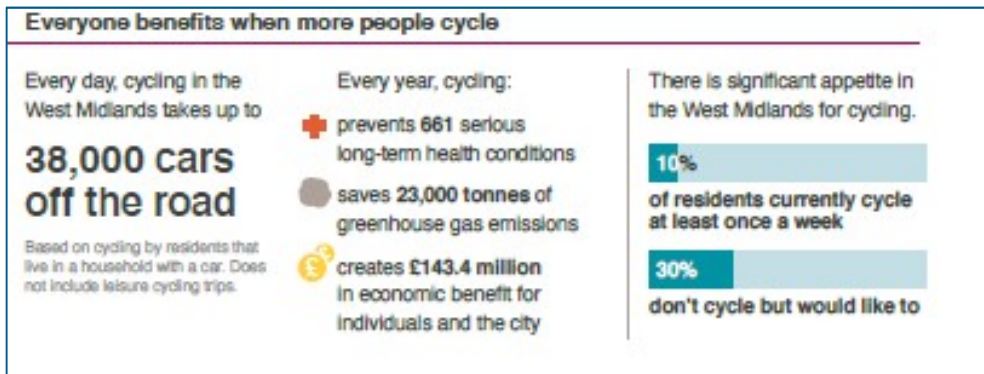 Everyone benefits when more people cycle
Every day, cycling in the
West Midlands takes up to
38,000 cars
off the road
Based on cycling by residents that
live in a household with a car. Does
not include leisure cycling trips.
Every year, cycling:
prevents 661 serious
long-term health conditions
saves 23,000 tonnes of
greenhouse gas emissions
££
creates £143.4 million
in economic benefit for
individuals and the city
There is significant appetite in
the West Midlands for cycling.
10%
of residents currently cycle
at least once a week
30%
don't cycle but would like to